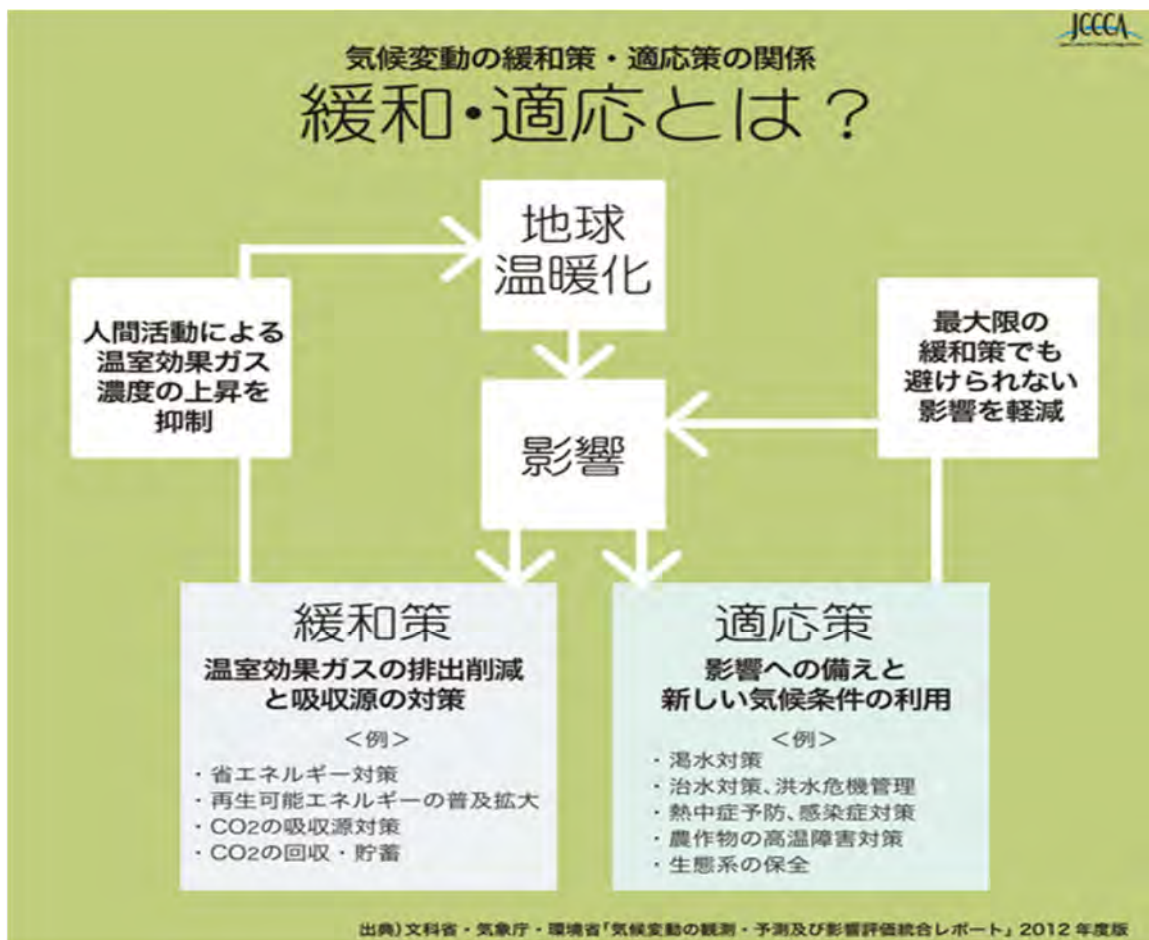 JCCCA
気候変動の緩和策・適応策の関係
緩和・適応とは？
地球
温暖化
人間活動による
温室効果ガス
濃度の上昇を
抑制
最大限の
緩和策でも
避けられない
影響を軽減
影響
緩和策
温室効果ガスの排出削減
と吸収源の対策
＜例＞
・省エネルギー対策
・再生可能エネルギーの普及拡大
・CO2の吸収源対策
・CO2の回収・貯蓄
適応策
影響への備えと
新しい気候条件の利用
＜例＞
・渇水対策
・治水対策、洪水危機管理
・熱中症予防、感染症対策
・農作物の高温障害対策
・生態系の保全
出典）文科省・気象庁・環境省「気候変動の観測・予測及び影響評価統合レポート」2012年度版